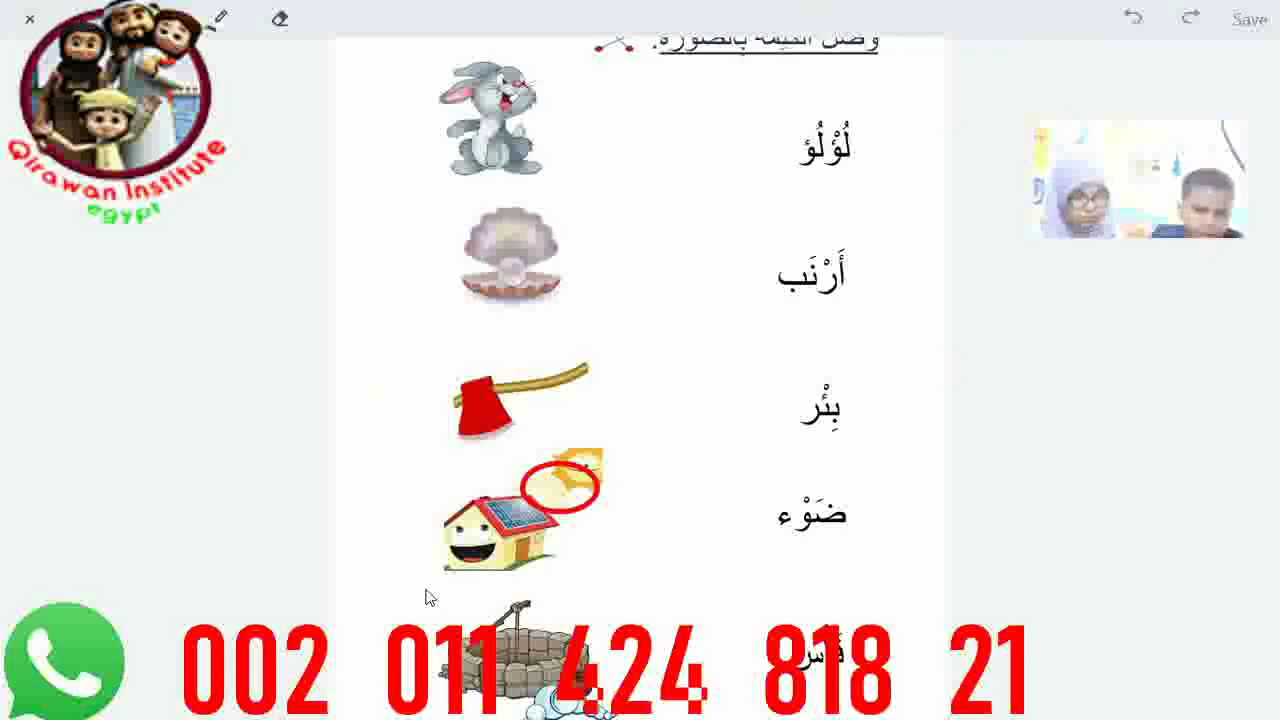 Save
Qirawan Institute
egypt
لُؤْلُؤ
أَرْنَب
بِئْر
ضَوْء
002 011 424 818 21